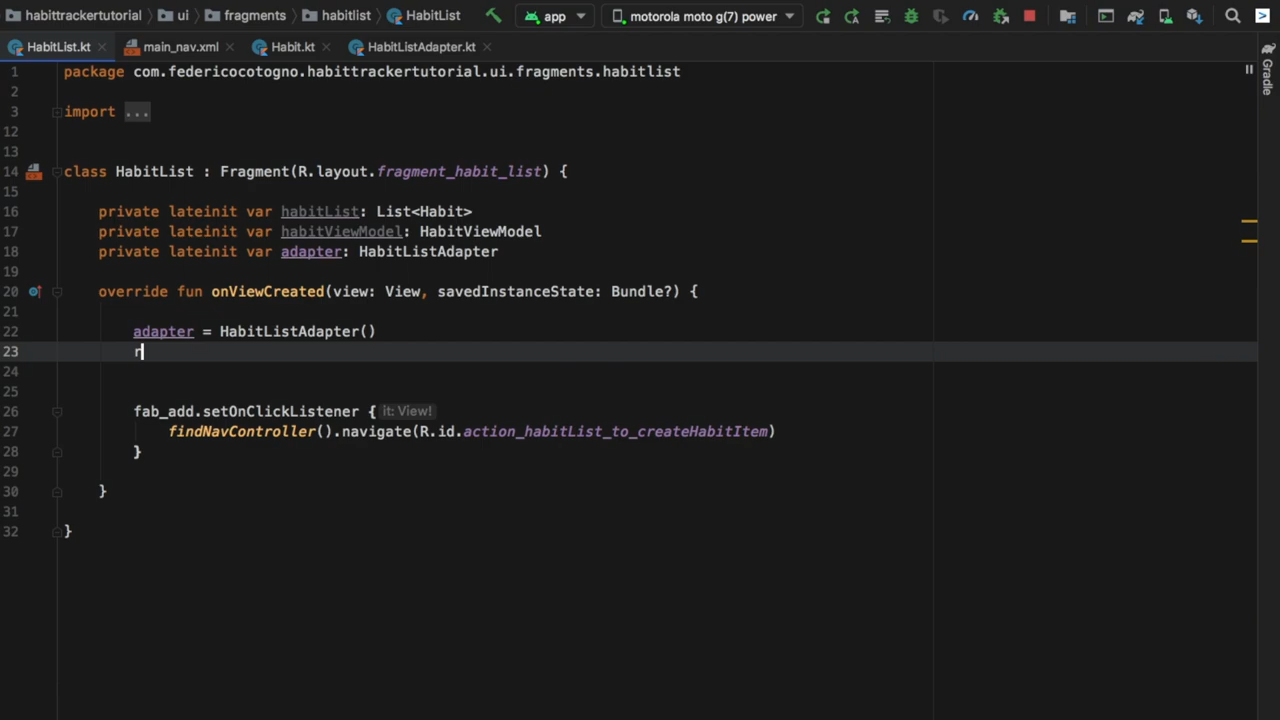 habittrackertutorial ui fragments habitlist HabitList app motorola moto g(7) power
HabitList.kt main_nav.xml Habit.kt HabitListAdapter.kt
1 package com.federicocotogno.habittrackertutorial.ui.fragments.habitlist
2
3 import ...
12
13
14 class HabitList : Fragment(R.layout.fragment_habit_list) {
15
16 private lateinit var habitList: List<Habit>
17 private lateinit var habitViewModel: HabitViewModel
18 private lateinit var adapter: HabitListAdapter
19
20 override fun onViewCreated(view: View, savedInstanceState: Bundle?) {
21
22 adapter = HabitListAdapter()
23 r
24
25
26 fab_add.setOnClickListener { it: View!
27 findNavController().navigate(R.id.action_habitList_to_createHabitItem)
28 }
29
30 }
31
32 }
Gradle